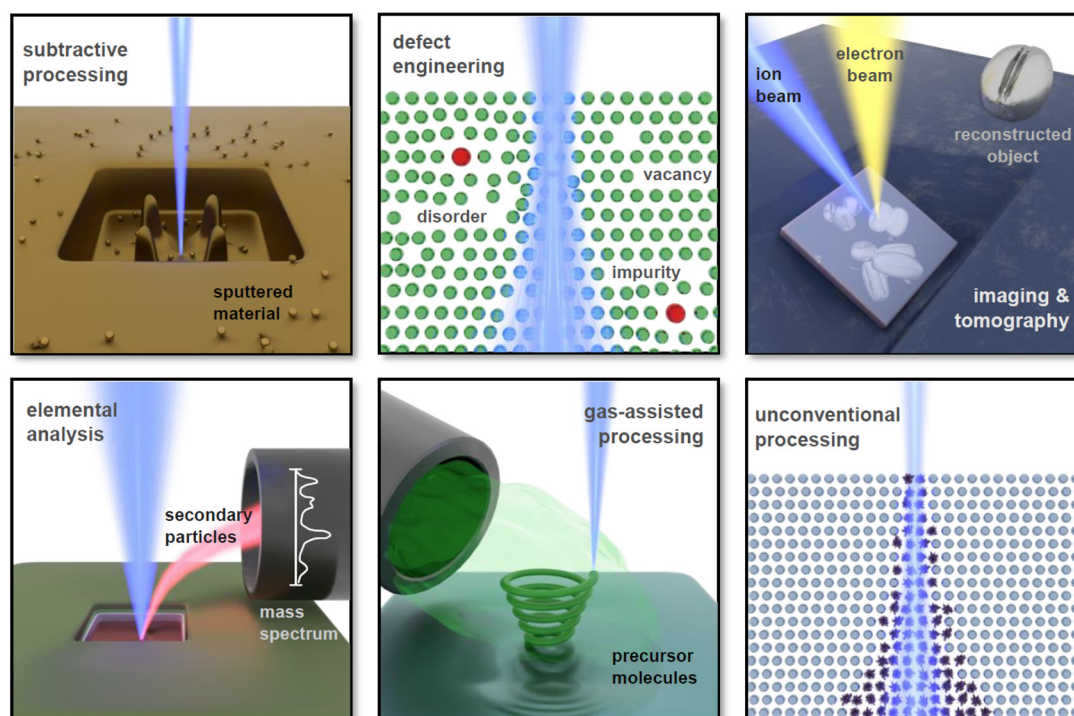 subtractive
processing
sputtered
material
defect
engineering
disorder
vacancy
impurity
ion
beam
electron
beam
reconstructed
object
imaging &
tomography
elemental
analysis
secondary
particles
mass
spectrum
gas-assisted
processing
precursor
molecules
unconventional
processing